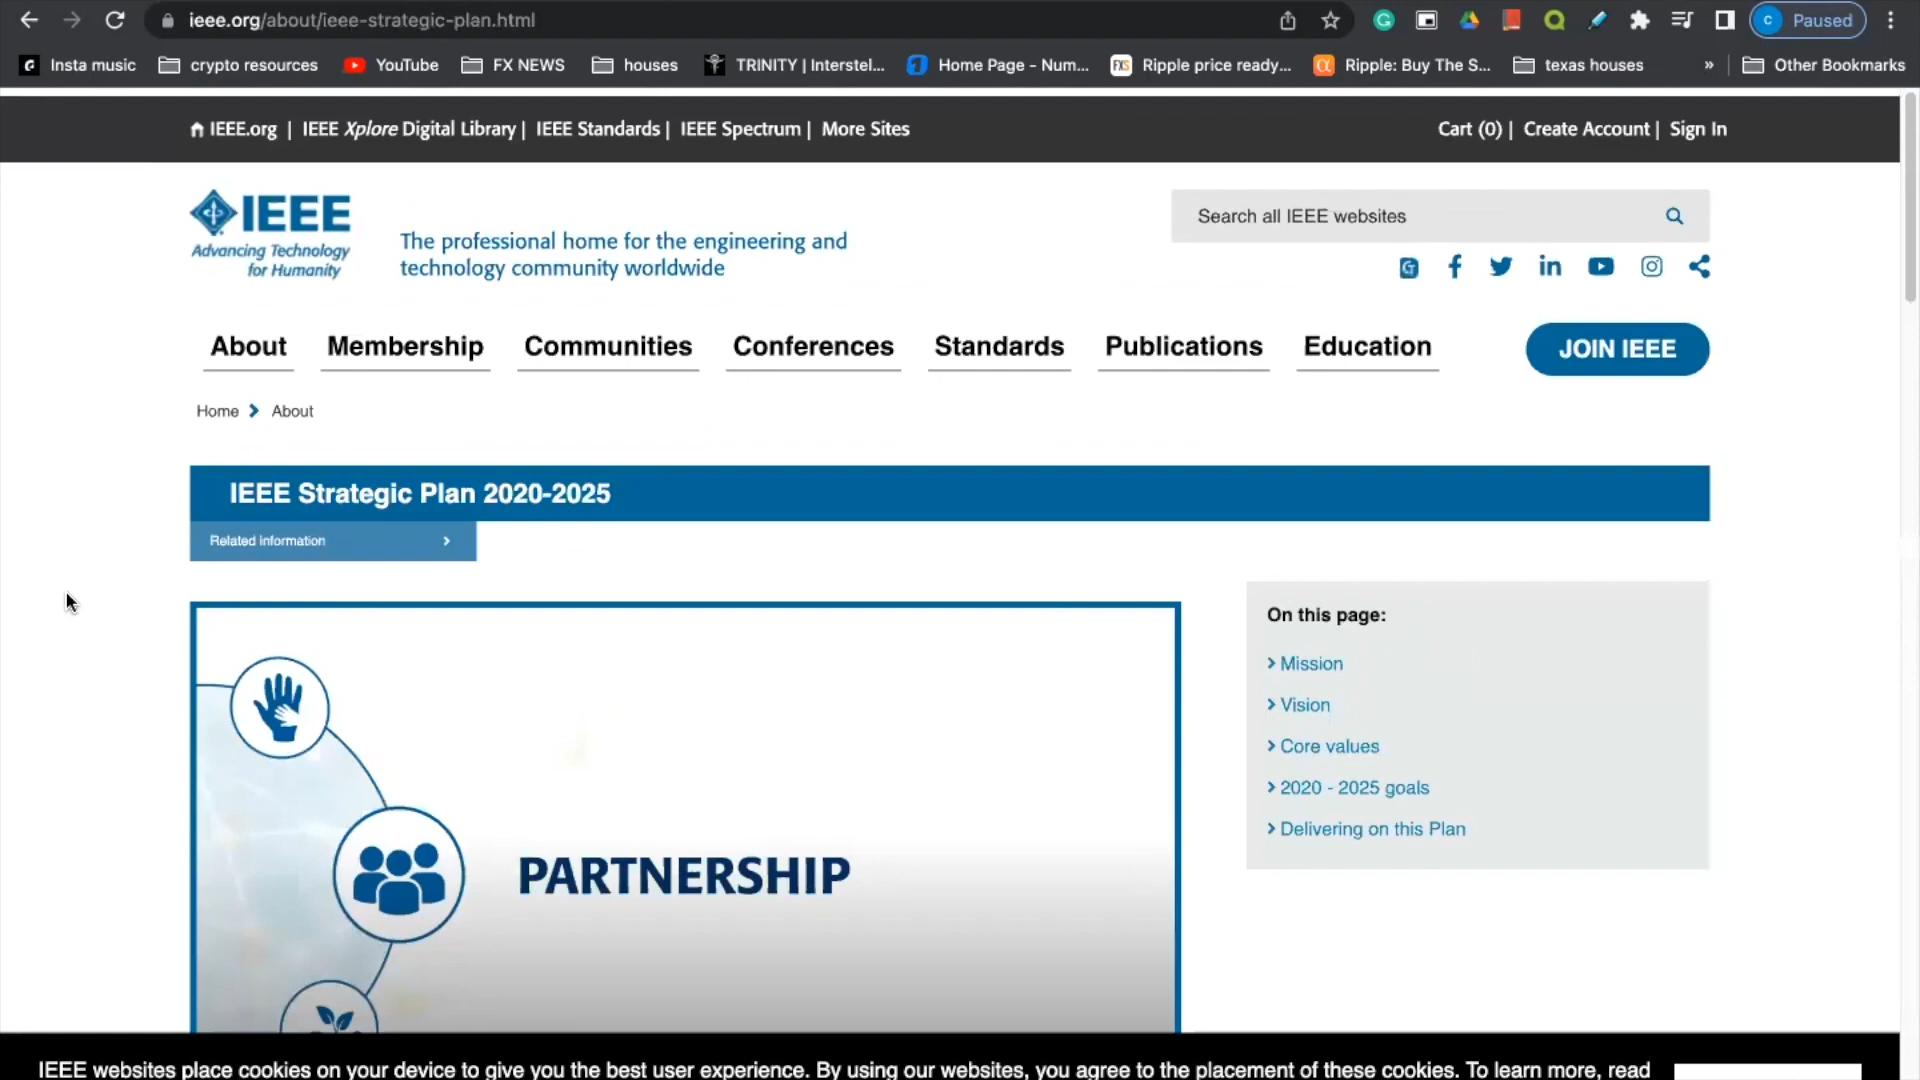 ieee.org/about/ieee-strategic-plan.html
Paused
Insta music
crypto resources
YouTube
FX NEWS
houses
TRINITY | Interstel...
Home Page - Num...
Ripple price ready...
Ripple: Buy The S...
texas houses
»
Other Bookmarks
IEEE.org | IEEE Xplore Digital Library | IEEE Standards | IEEE Spectrum | More Sites
Cart (0) | Create Account | Sign In
IEEE
Advancing Technology
for Humanity
The professional home for the engineering and
technology community worldwide
Search all IEEE websites
About
Membership
Communities
Conferences
Standards
Publications
Education
JOIN IEEE
Home
About
IEEE Strategic Plan 2020-2025
Related information
On this page:
Mission
Vision
Core values
2020 - 2025 goals
Delivering on this Plan
PARTNERSHIP
IEEE websites place cookies on your device to give you the best user experience. By using our websites, you agree to the placement of these cookies. To learn more, read